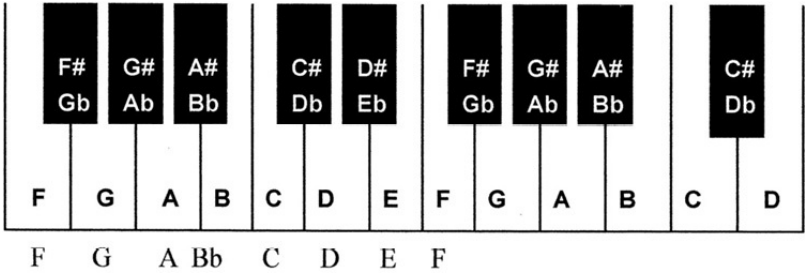 F# G# A# C# D# F# G# A# C#
Gb Ab Bb Db Eb Gb Ab Bb Db
F G A B C D E F G A B C D
F G A Bb C D E F